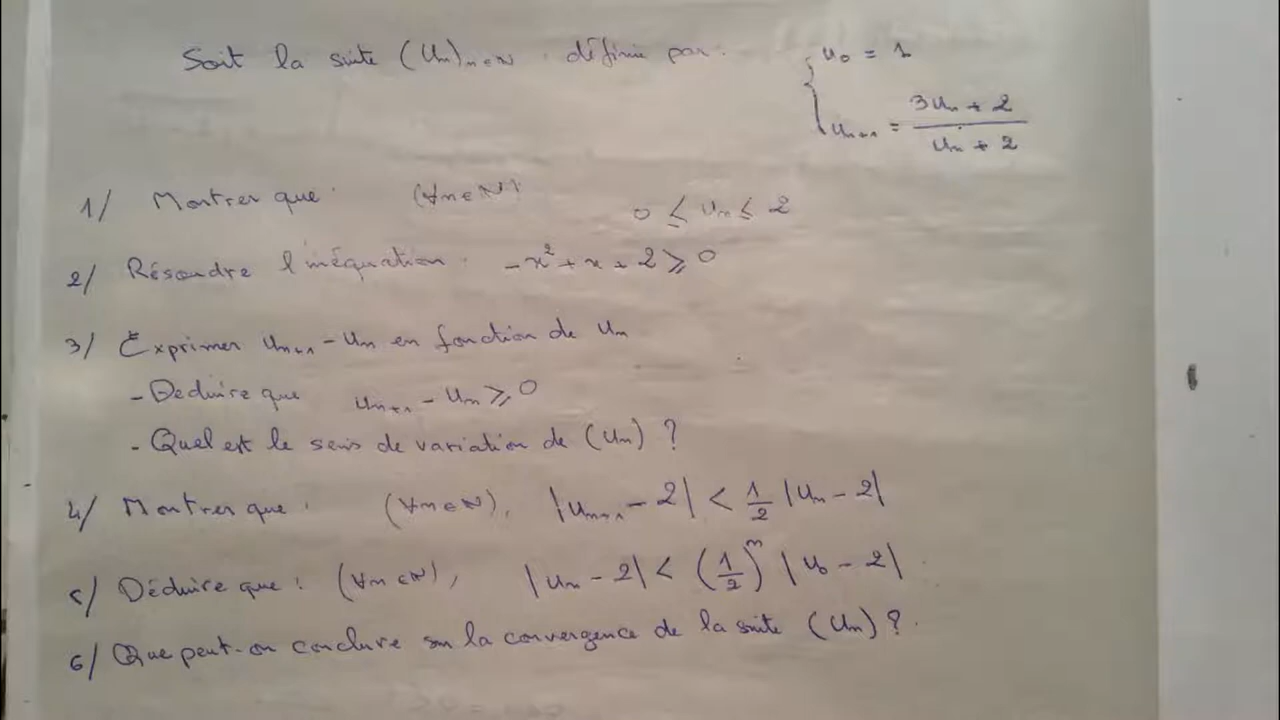 Soit la suite (Un)n∈N définie par : { u0 = 1
un+1 = (3un + 2)/(un + 2)
1/ Montrer que : (∀n∈N) 0 ≤ un ≤ 2
2/ Résoudre l'inéquation : -x² + x + 2 ≥ 0
3/ Exprimer un+1 - un en fonction de un
- Deduire que un+1 - un ≥ 0
- Quel est le sens de variation de (un) ?
4/ Montrer que : (∀n∈N), |un+1 - 2| < 1/2 |un - 2|
5/ Déduire que : (∀n∈N), |un - 2| < (1/2)ⁿ |u0 - 2|
6/ Que peut-on conclure sur la convergence de la suite (un) ?